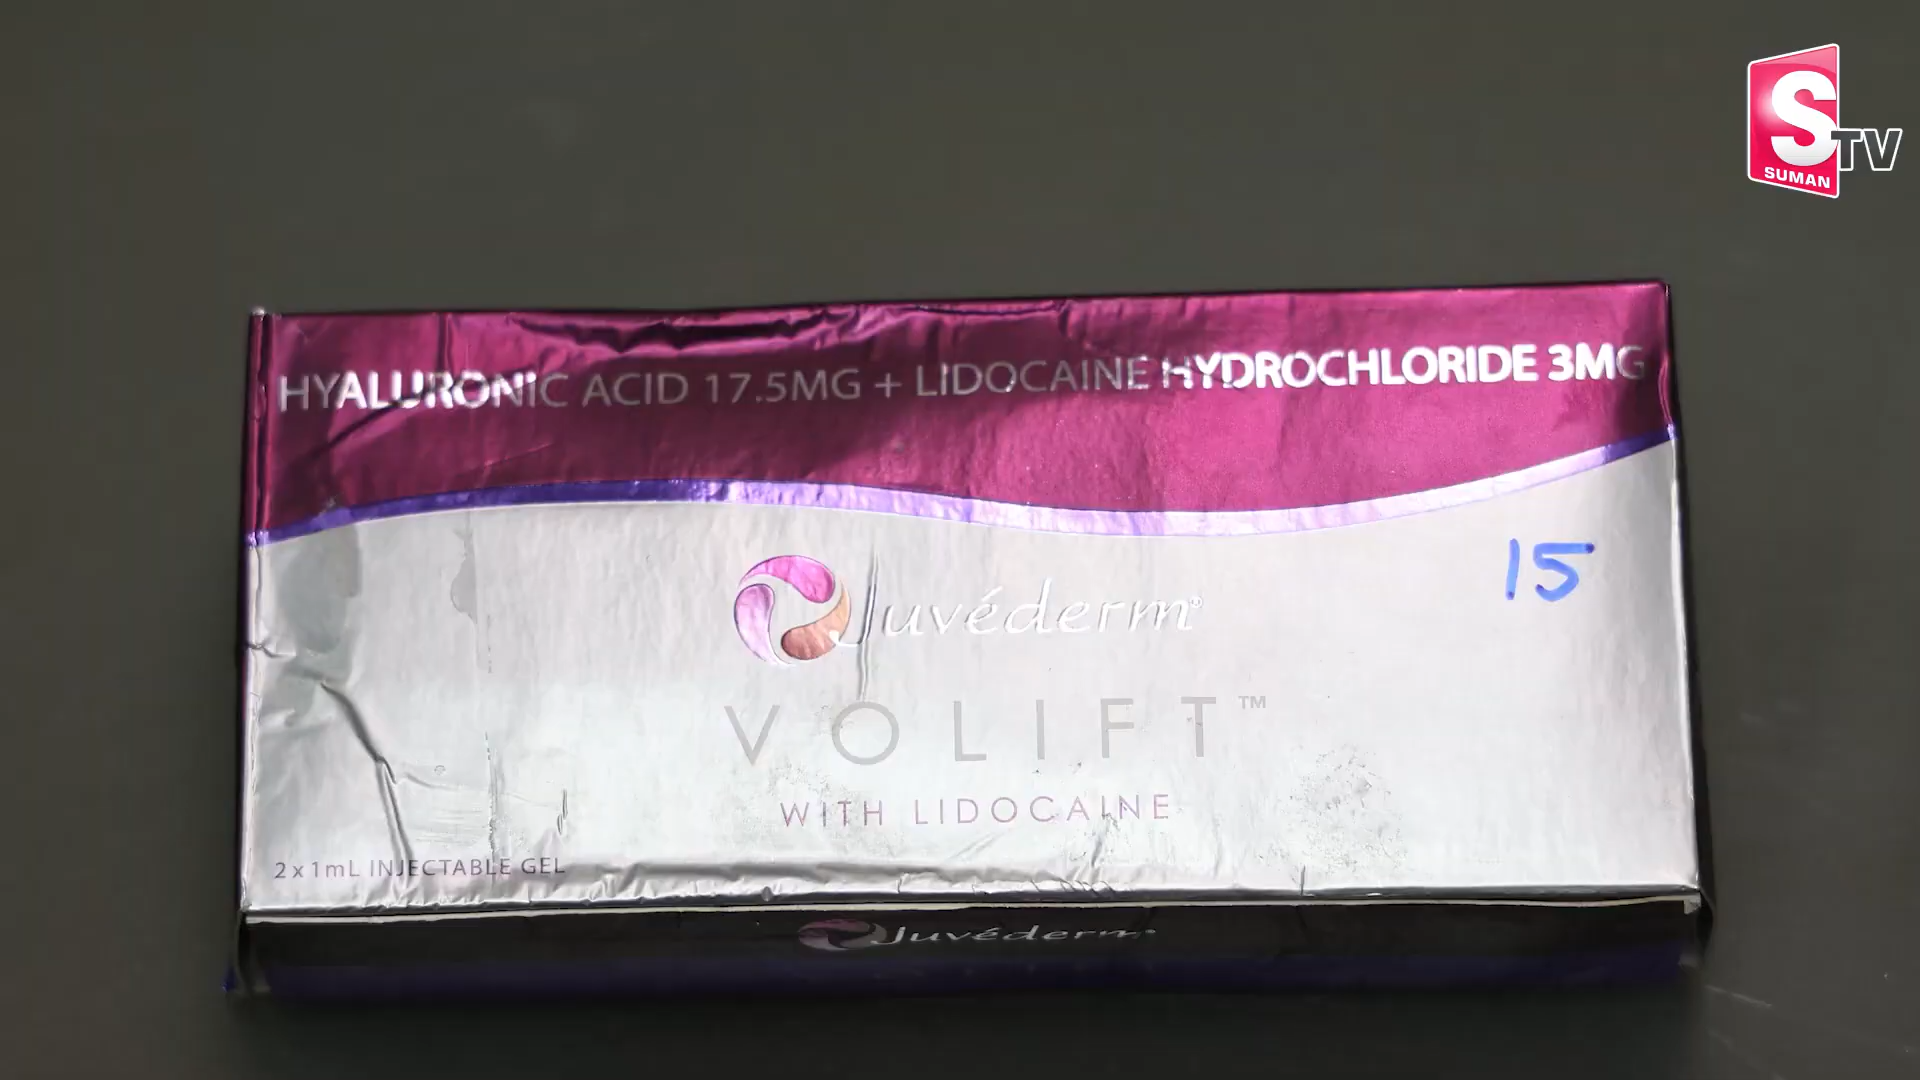 S
TV
SUMAN
HYALURONIC ACID 17.5MG + LIDOCAINE HYDROCHLORIDE 3MG
15
Juvéderm®
VOLIFT™
WITH LIDOCAINE
2 x 1mL INJECTABLE GEL
Juvéderm®